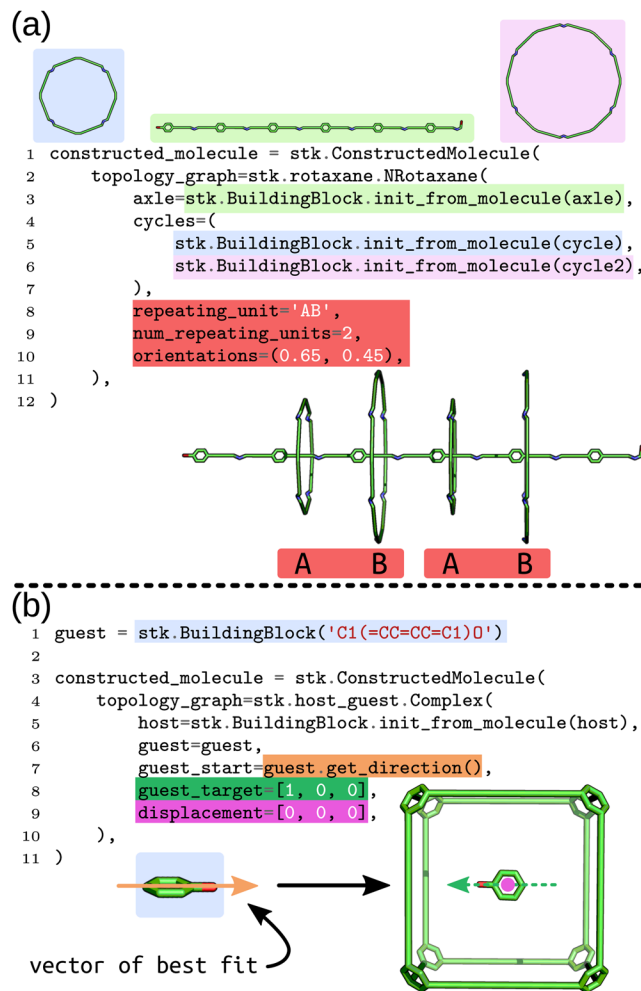 (a)
1 constructed_molecule = stk.ConstructedMolecule(
2 topology_graph=stk.rotaxane.NRotaxane(
3 axle=stk.BuildingBlock.init_from_molecule(axle),
4 cycles=(
5 stk.BuildingBlock.init_from_molecule(cycle),
6 stk.BuildingBlock.init_from_molecule(cycle2),
7 ),
8 repeating_unit='AB',
9 num_repeating_units=2,
10 orientations=(0.65, 0.45),
11 ),
12 )
A B A B
(b)
1 guest = stk.BuildingBlock('C1(=CC=CC=C1)O')
2
3 constructed_molecule = stk.ConstructedMolecule(
4 topology_graph=stk.host_guest.Complex(
5 host=stk.BuildingBlock.init_from_molecule(host),
6 guest=guest,
7 guest_start=guest.get_direction(),
8 guest_target=[1, 0, 0],
9 displacement=[0, 0, 0],
10 ),
11 )
vector of best fit